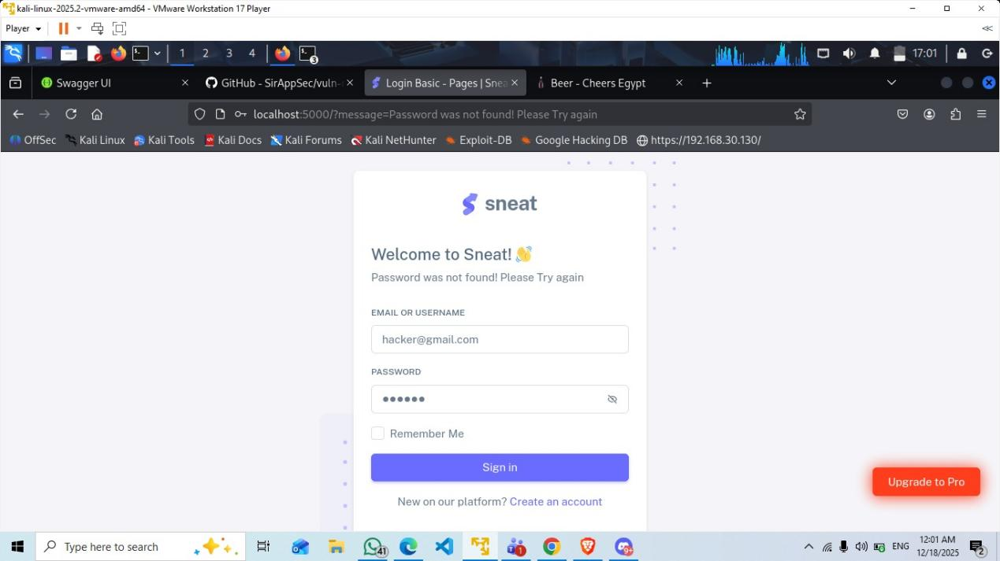 kali-linux-2025.2-vmware-amd64 - VMware Workstation 17 Player
Player
1 2 3 4 3 17:01
Swagger UI GitHub - SirAppSec/vuln- Login Basic - Pages | Snea Beer - Cheers Egypt
localhost:5000/?message=Password was not found! Please Try again
OffSec Kali Linux Kali Tools Kali Docs Kali Forums Kali NetHunter Exploit-DB Google Hacking DB https://192.168.30.130/
sneat
Welcome to Sneat! 👋
Password was not found! Please Try again
EMAIL OR USERNAME
hacker@gmail.com
PASSWORD
●●●●●●
Remember Me
Sign in
Upgrade to Pro
New on our platform? Create an account
Type here to search 41 1 9+ ENG 12:01 AM
12/18/2025 2